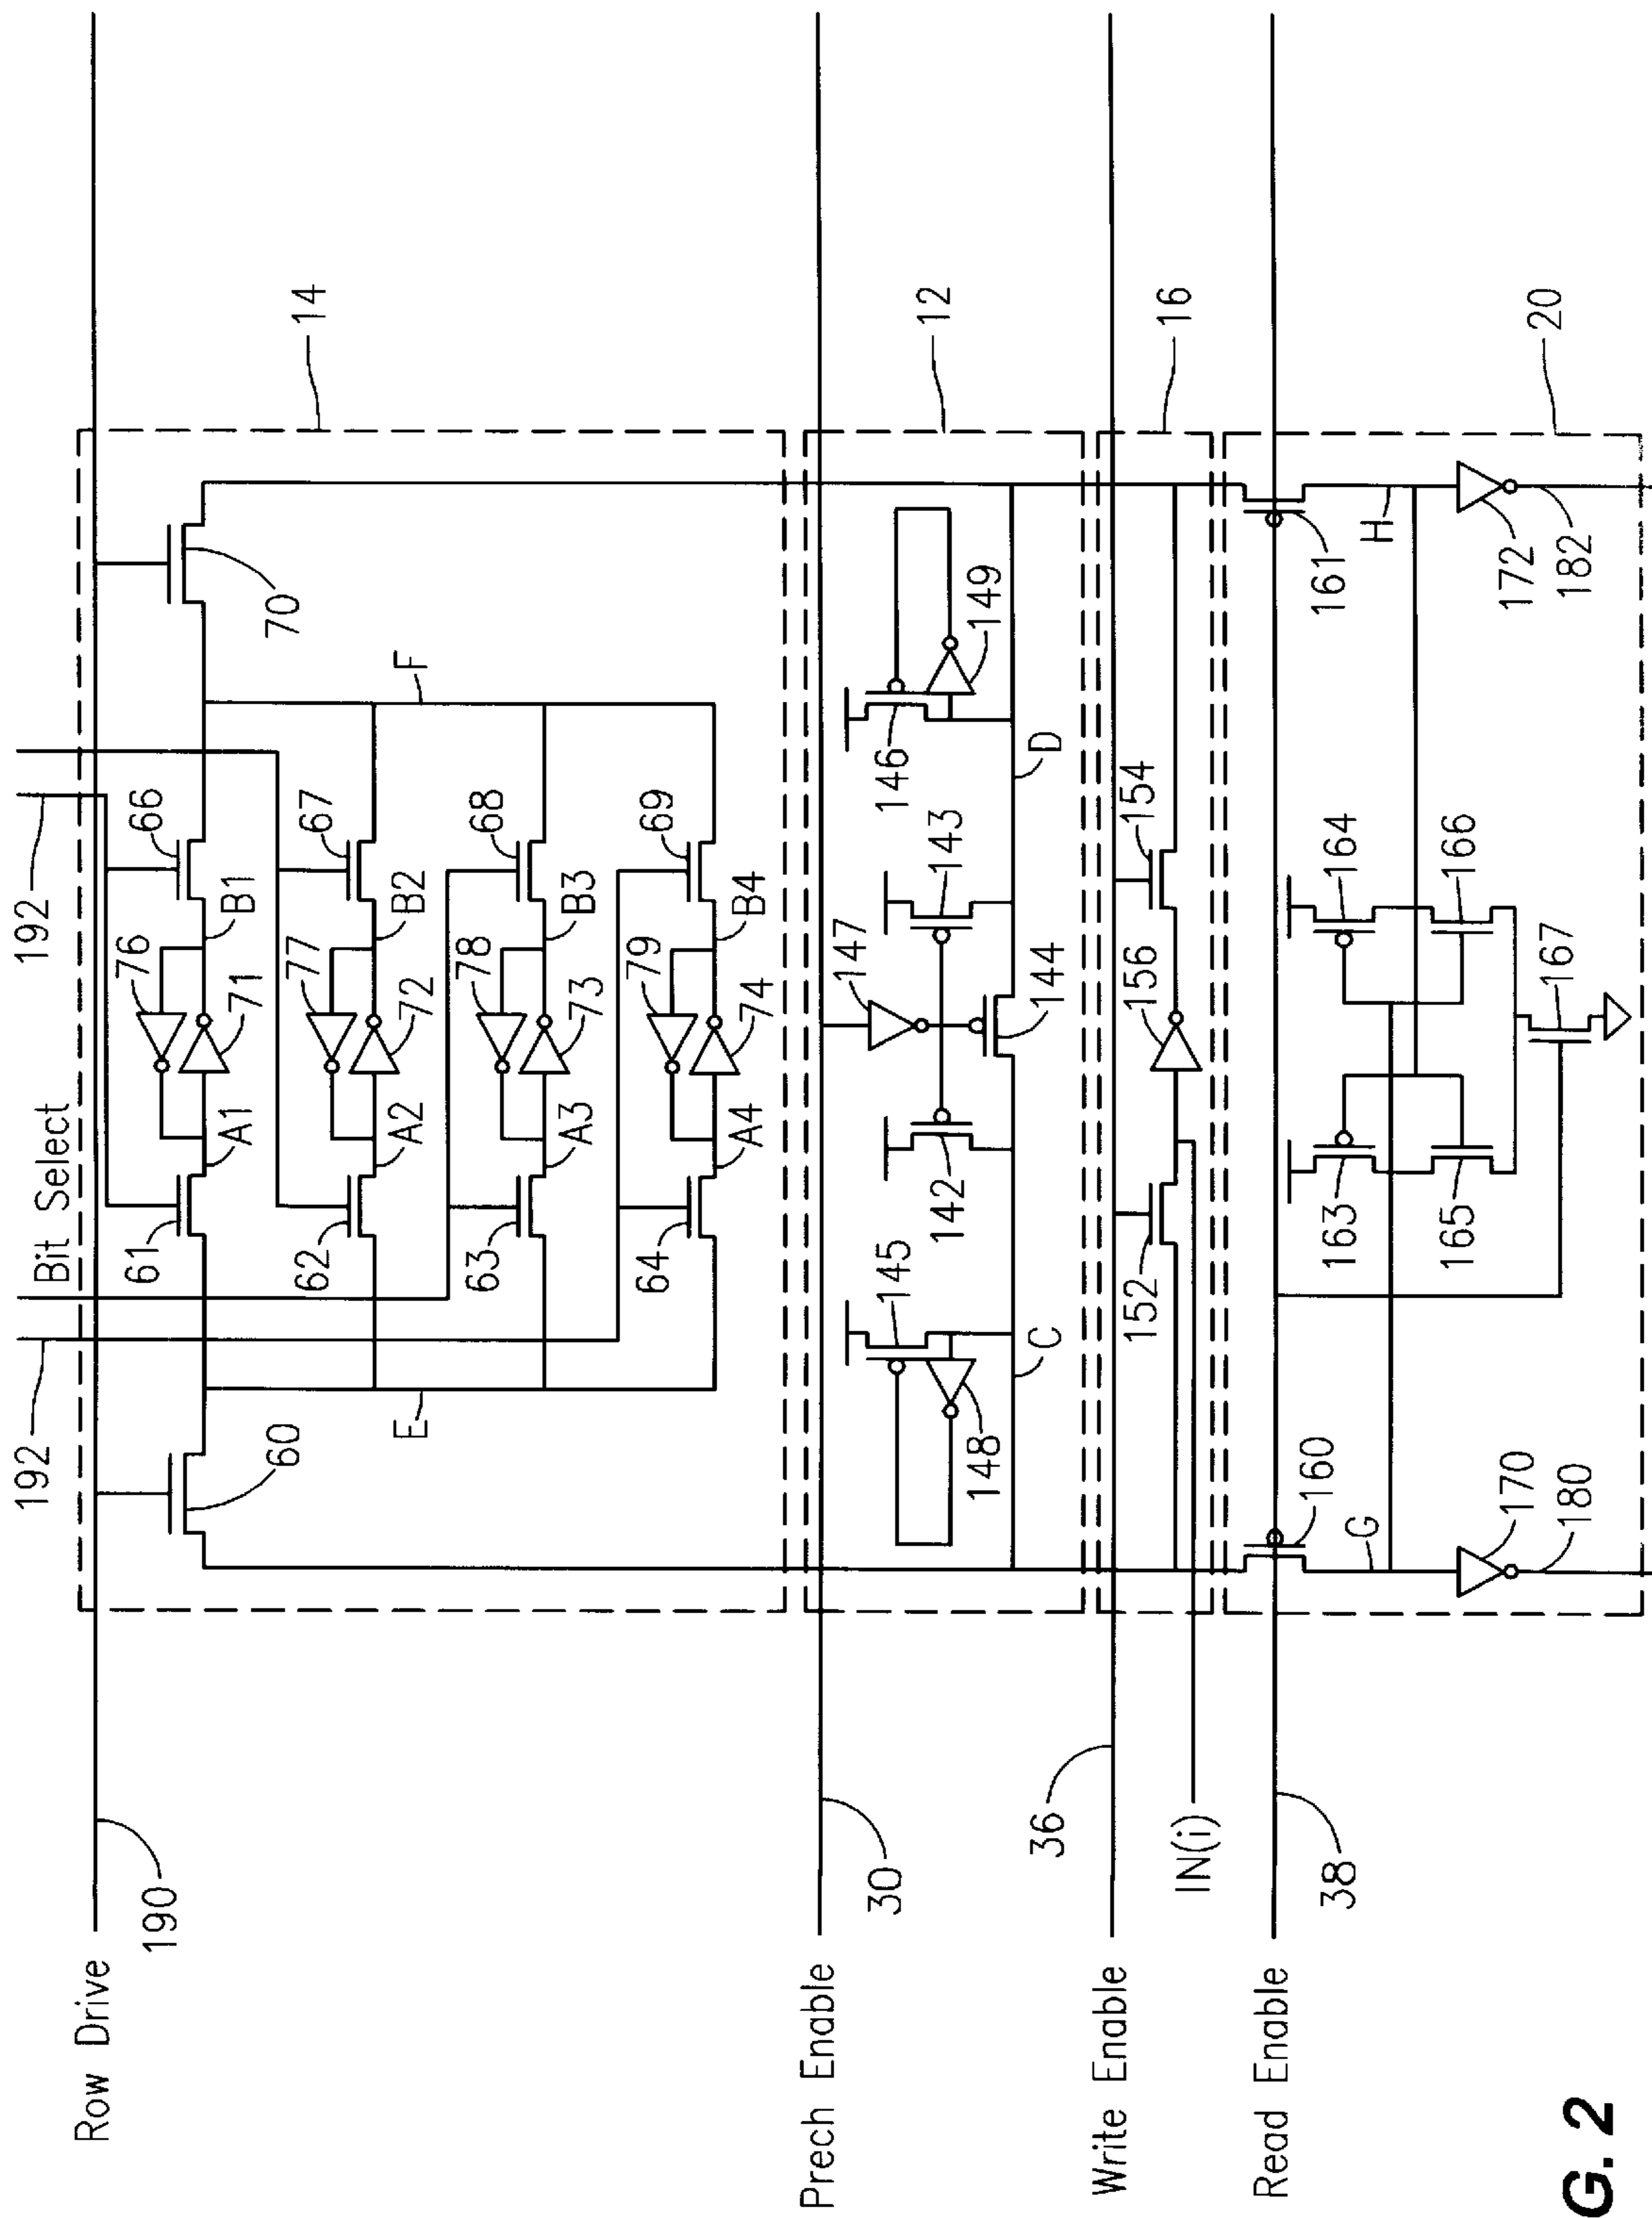 Row Drive
190
Bit Select
192
192
14
60
70
E
F
61
A1
76
71
B1
66
62
A2
77
72
B2
67
63
A3
78
73
B3
68
64
A4
79
74
B4
69
Prech Enable
30
12
145
148
142
147
144
143
146
149
C
D
Write Enable
36
16
152
156
154
IN(i)
Read Enable
38
20
160
161
G
H
163
164
165
166
167
170
172
180
182
G. 2